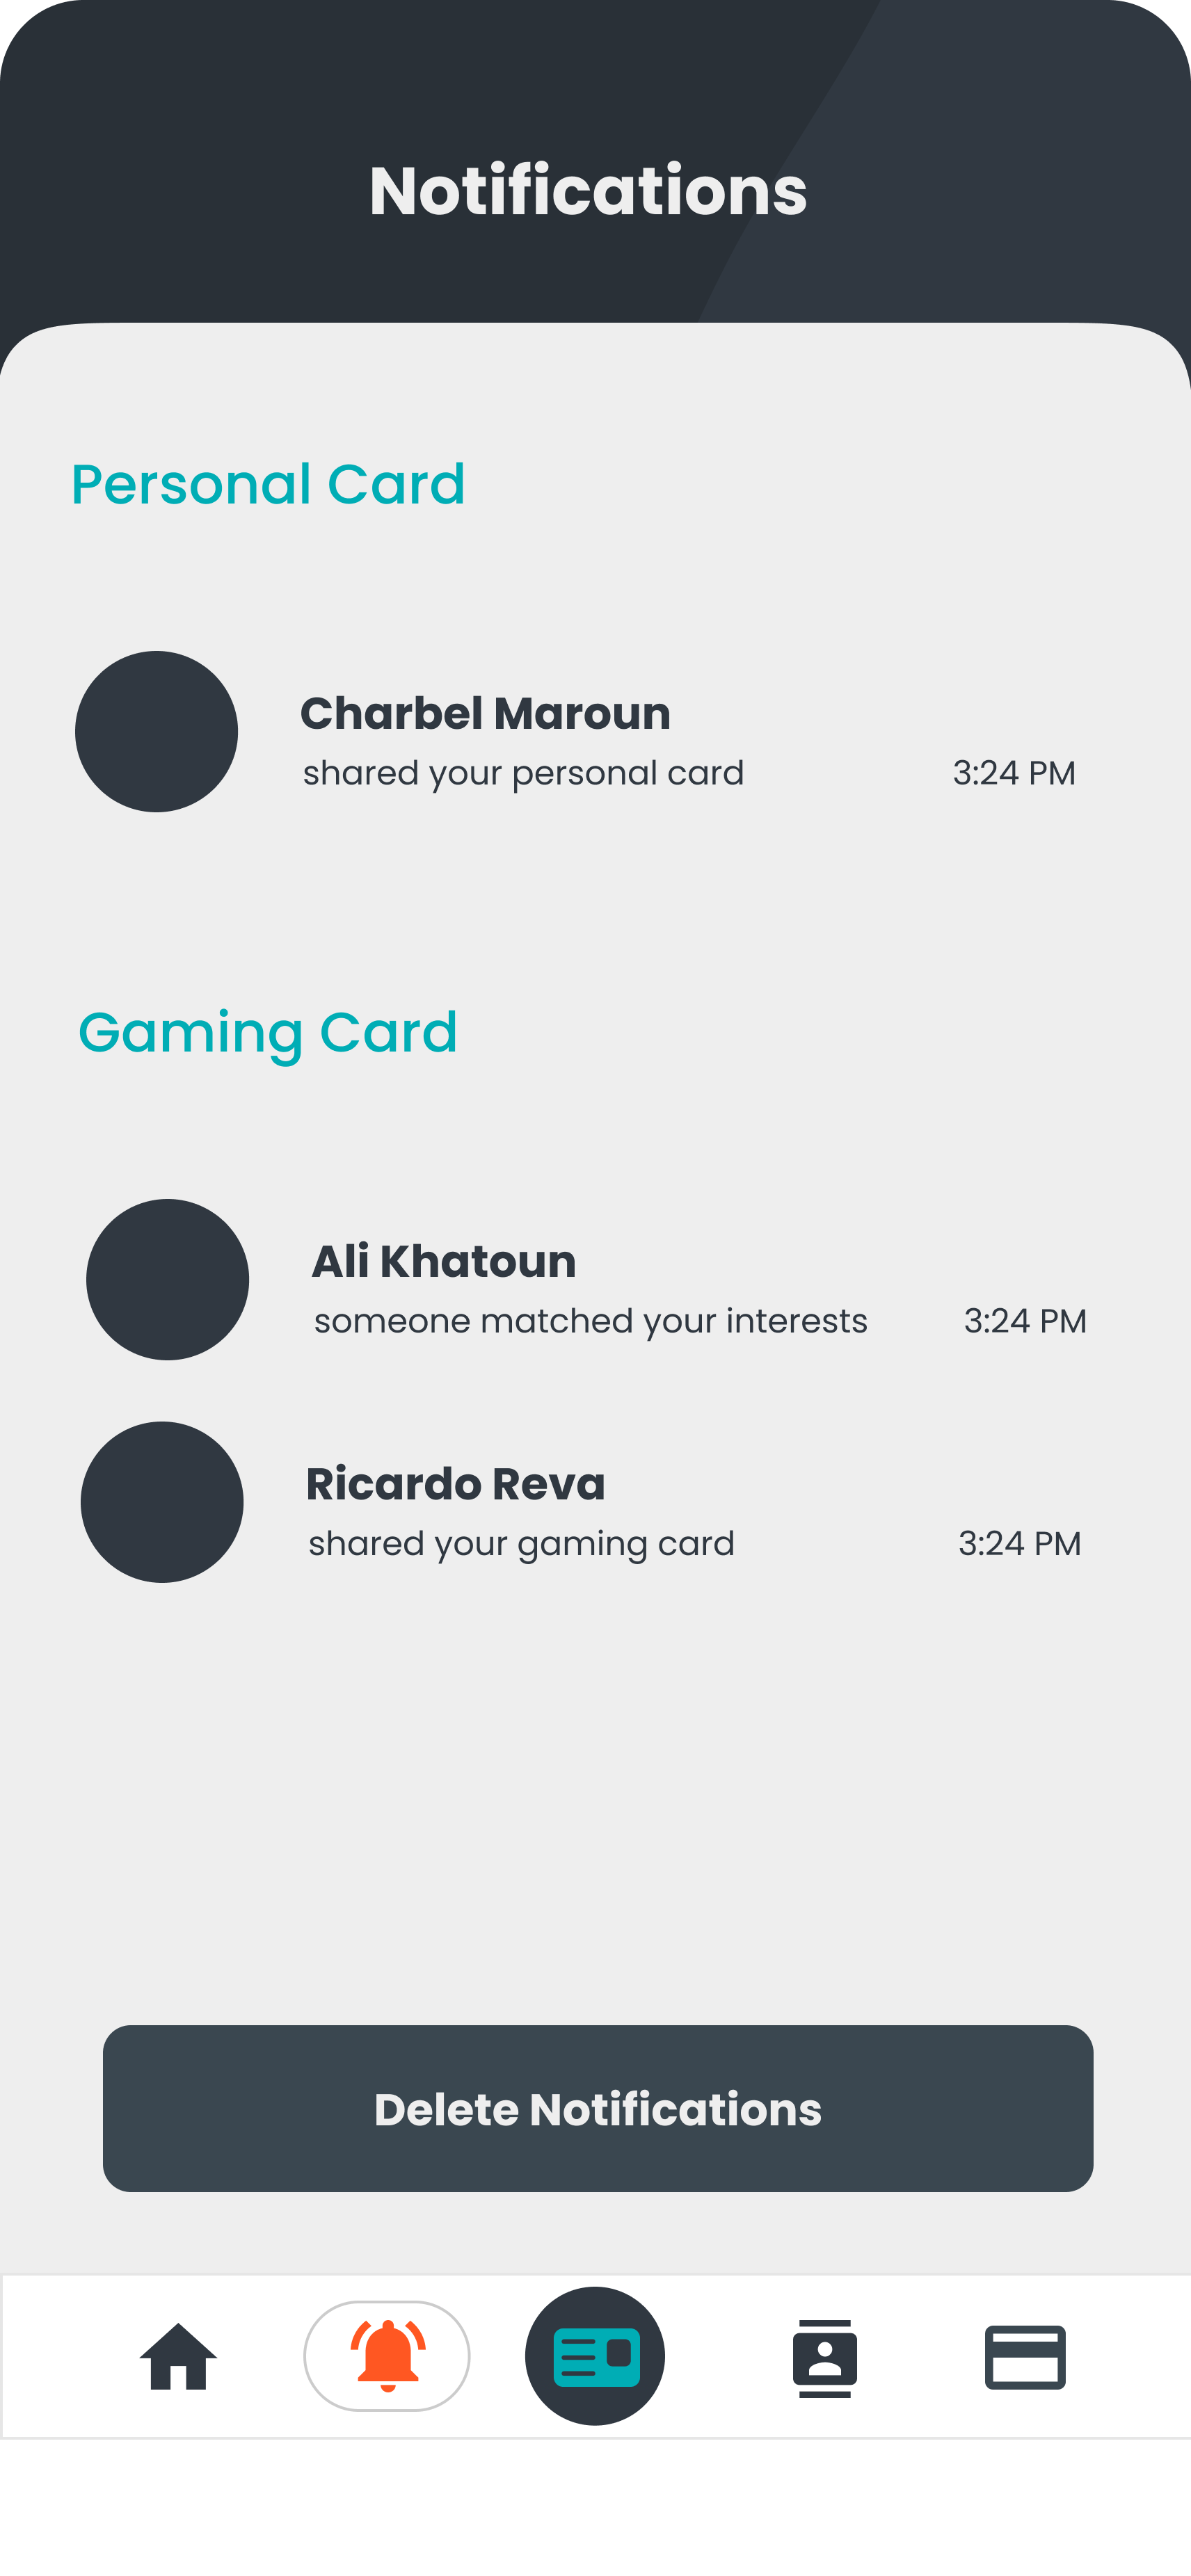 Notifications
Personal Card
Charbel Maroun
shared your personal card 3:24 PM
Gaming Card
Ali Khatoun
someone matched your interests 3:24 PM
Ricardo Reva
shared your gaming card 3:24 PM
Delete Notifications